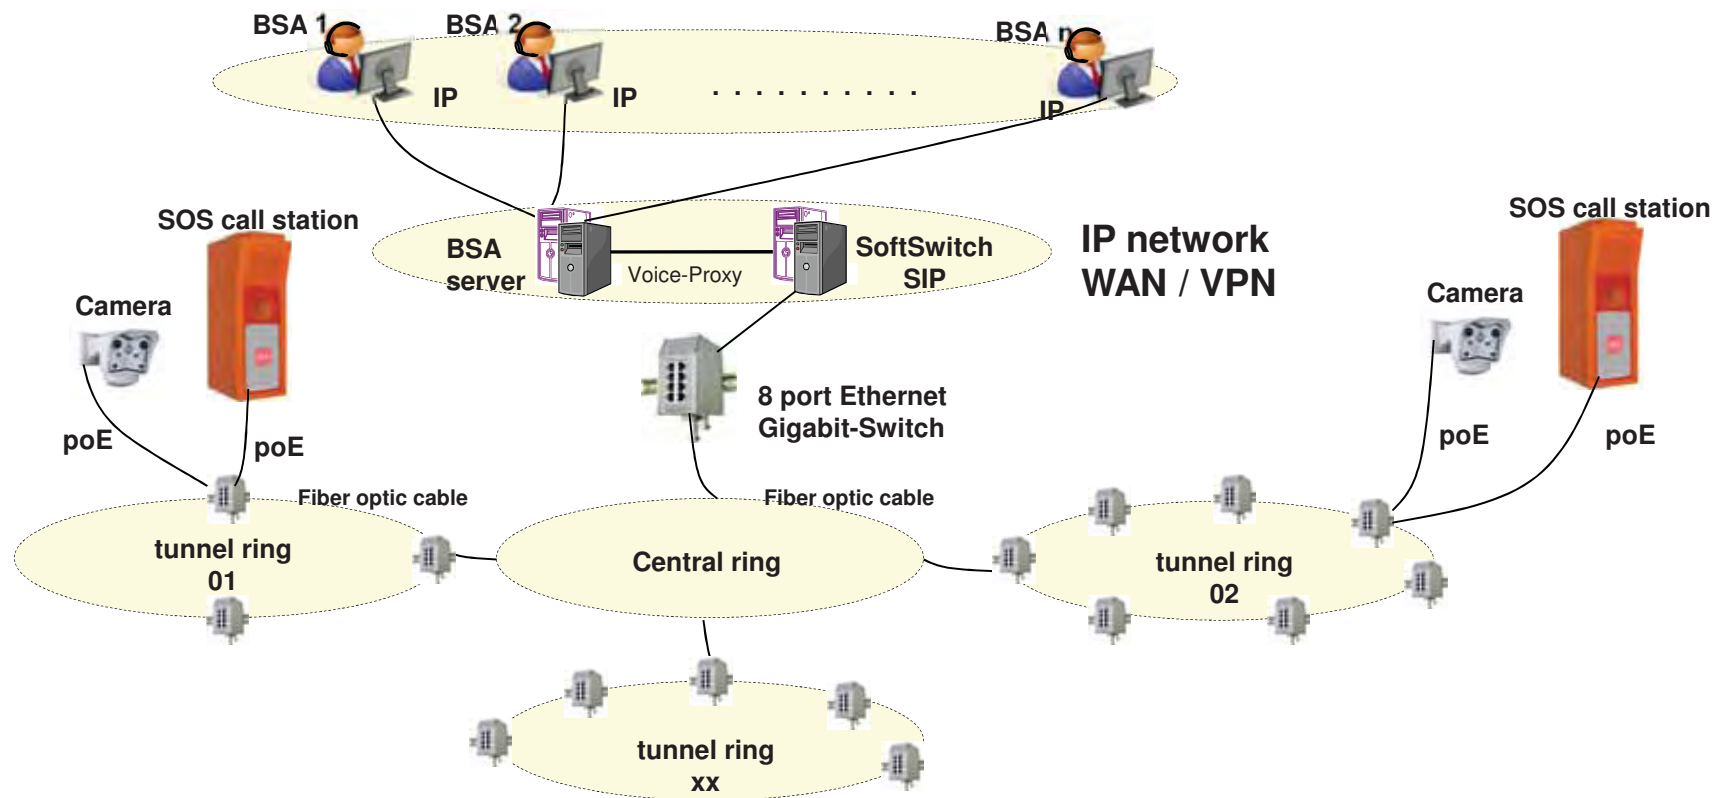 BSA 1
BSA 2
BSA n
IP
IP
. . . . . . . . . .
IP
SOS call station
SOS call station
BSA
server
Voice-Proxy
SoftSwitch
SIP
IP network
WAN / VPN
Camera
Camera
8 port Ethernet
Gigabit-Switch
poE
poE
poE
poE
Fiber optic cable
Fiber optic cable
tunnel ring
01
Central ring
tunnel ring
02
tunnel ring
xx